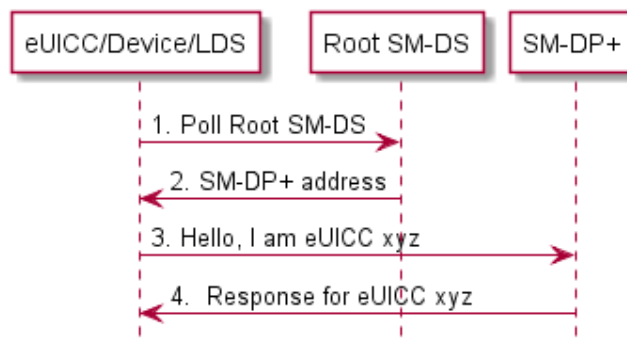 eUICC/Device/LDS
Root SM-DS
SM-DP+
1. Poll Root SM-DS
2. SM-DP+ address
3. Hello, I am eUICC xyz
4. Response for eUICC xyz